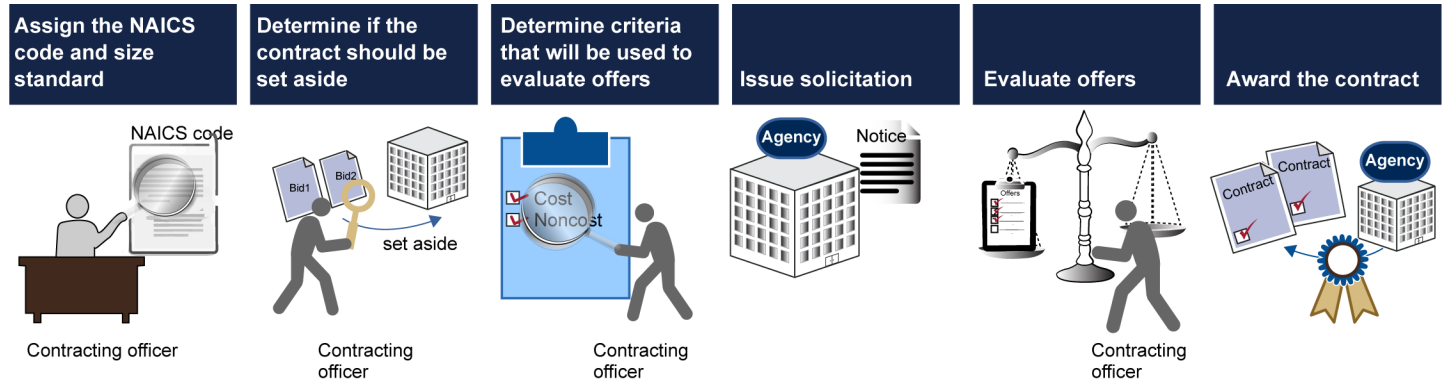 Assign the NAICS
code and size
standard
Determine if the
contract should be
set aside
Determine criteria
that will be used to
evaluate offers
Issue solicitation
Evaluate offers
Award the contract
NAICS code
Contracting officer
Bid1
Bid2
set aside
Contracting
officer
Cost
Noncost
Contracting
officer
Agency
Notice
Offers
Contracting
officer
Contract
Contract
Agency